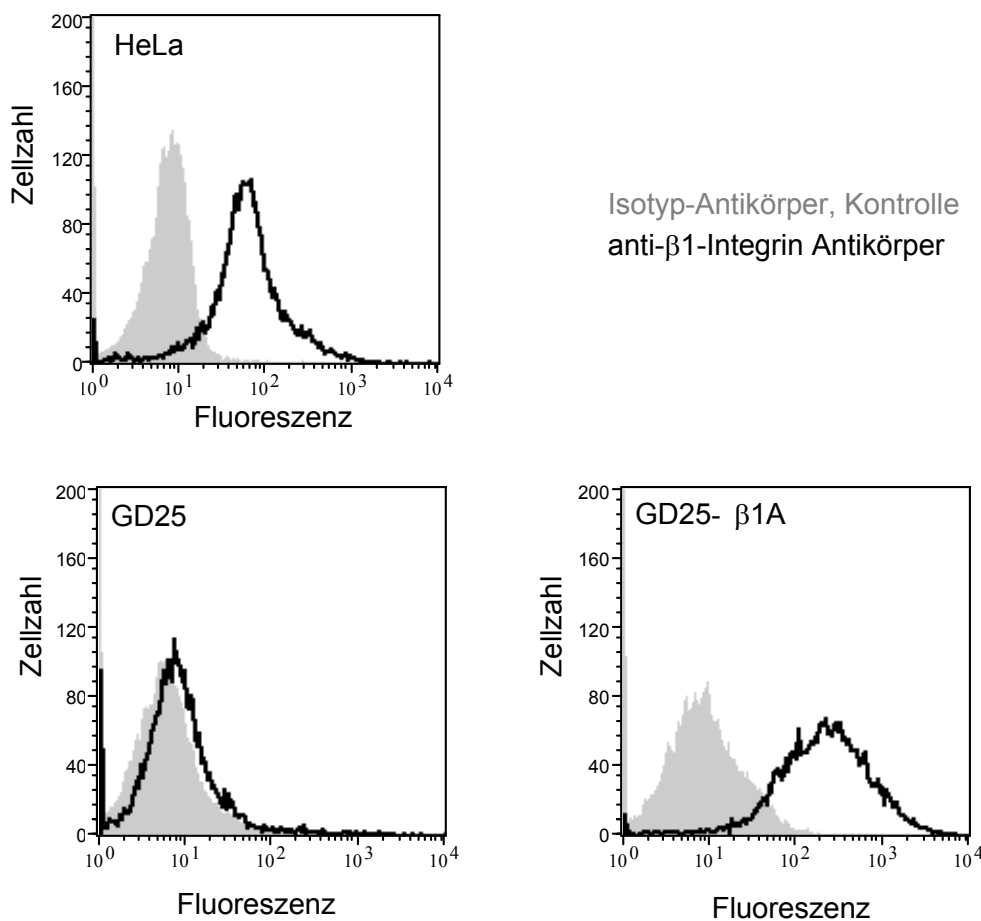 200
160
120
80
40
0
Zellzahl
HeLa
10^0 10^1 10^2 10^3 10^4
Fluoreszenz
Isotyp-Antikörper, Kontrolle
anti-β1-Integrin Antikörper
200
160
120
80
40
0
Zellzahl
GD25
10^0 10^1 10^2 10^3 10^4
Fluoreszenz
200
160
120
80
40
0
Zellzahl
GD25- β1A
10^0 10^1 10^2 10^3 10^4
Fluoreszenz